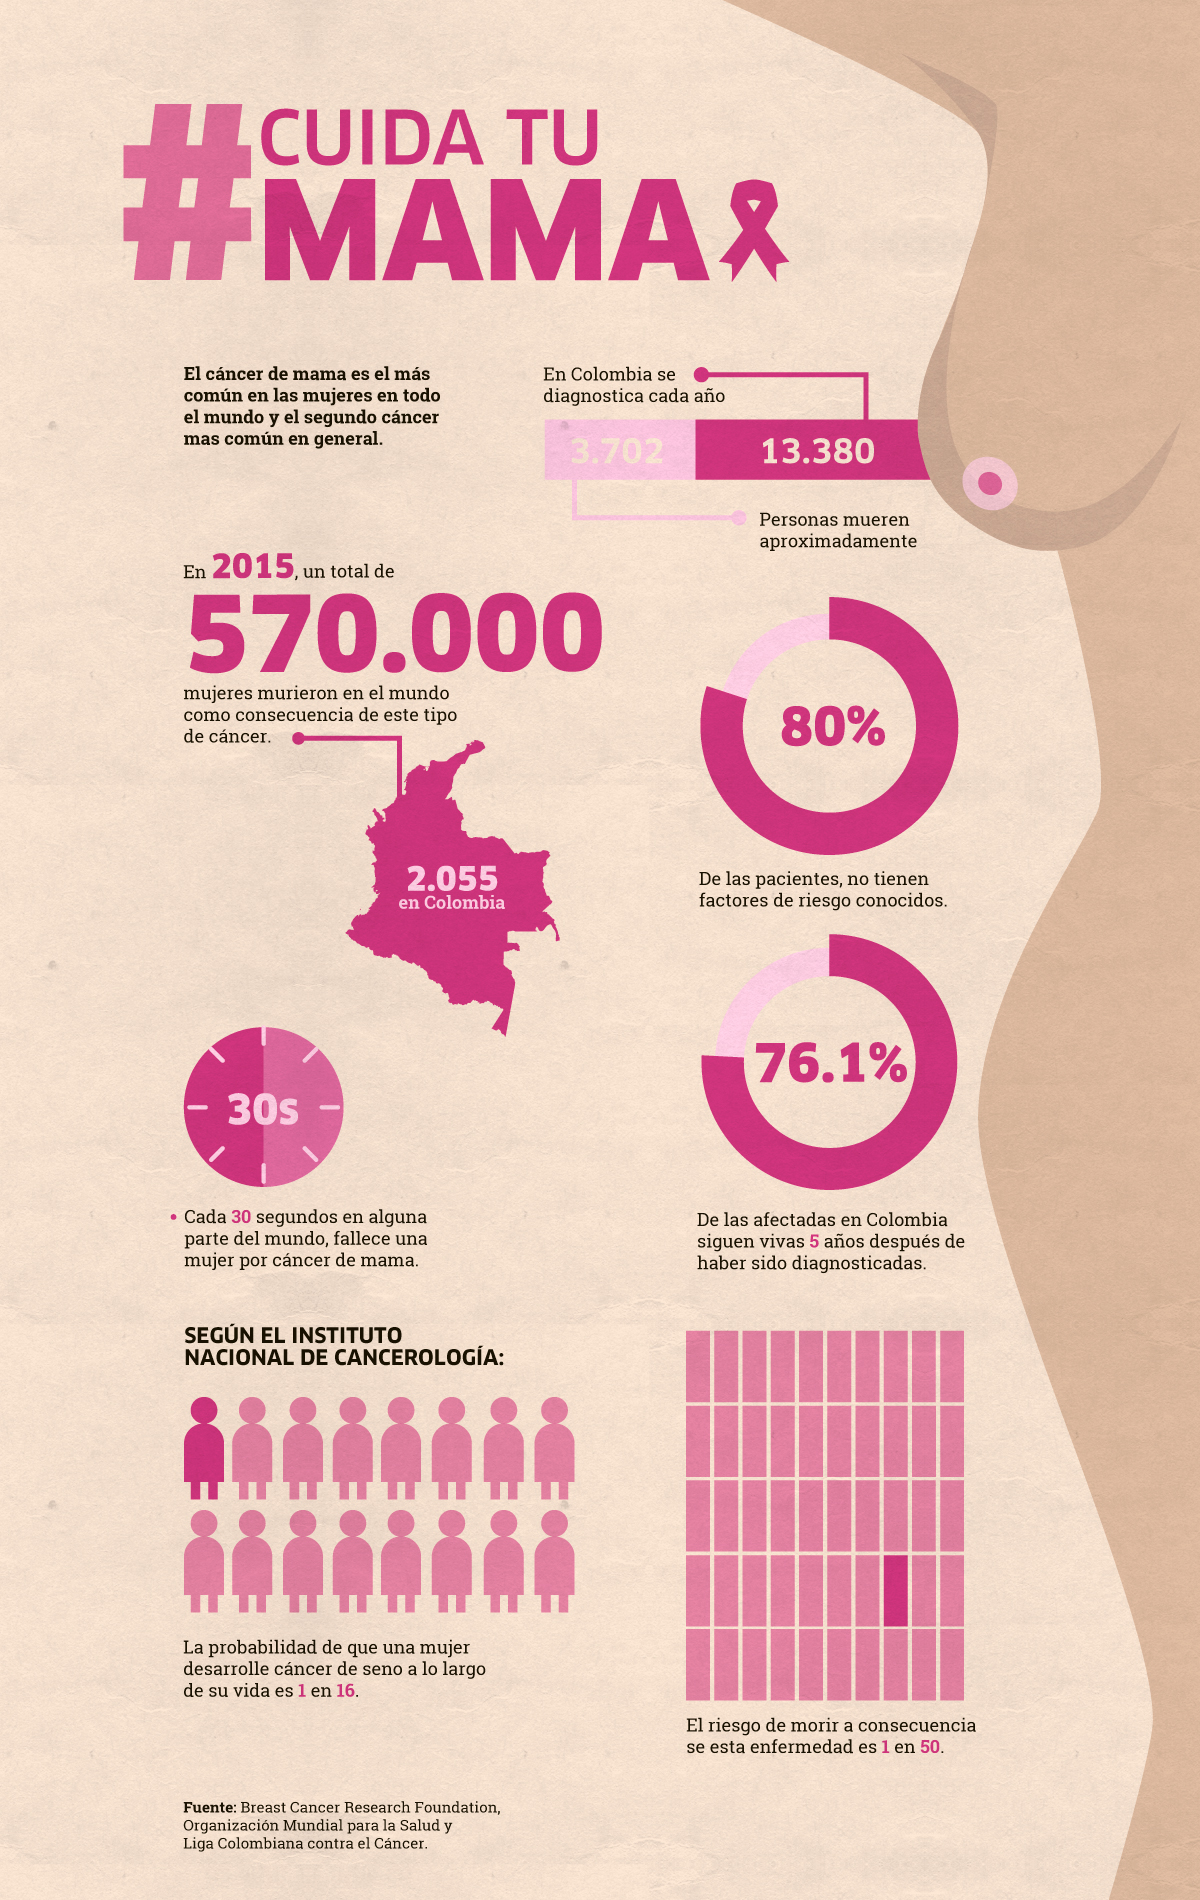 #CUIDA TU
MAMA
El cáncer de mama es el más
común en las mujeres en todo
el mundo y el segundo cáncer
mas común en general.
En Colombia se
diagnostica cada año
3.702
13.380
Personas mueren
aproximadamente
En 2015, un total de
570.000
mujeres murieron en el mundo
como consecuencia de este tipo
de cáncer.
2.055
en Colombia
80%
De las pacientes, no tienen
factores de riesgo conocidos.
30s
Cada 30 segundos en alguna
parte del mundo, fallece una
mujer por cáncer de mama.
76.1%
De las afectadas en Colombia
siguen vivas 5 años después de
haber sido diagnosticadas.
SEGÚN EL INSTITUTO
NACIONAL DE CANCEROLOGÍA:
La probabilidad de que una mujer
desarrolle cáncer de seno a lo largo
de su vida es 1 en 16.
El riesgo de morir a consecuencia
se esta enfermedad es 1 en 50.
Fuente: Breast Cancer Research Foundation,
Organización Mundial para la Salud y
Liga Colombiana contra el Cáncer.